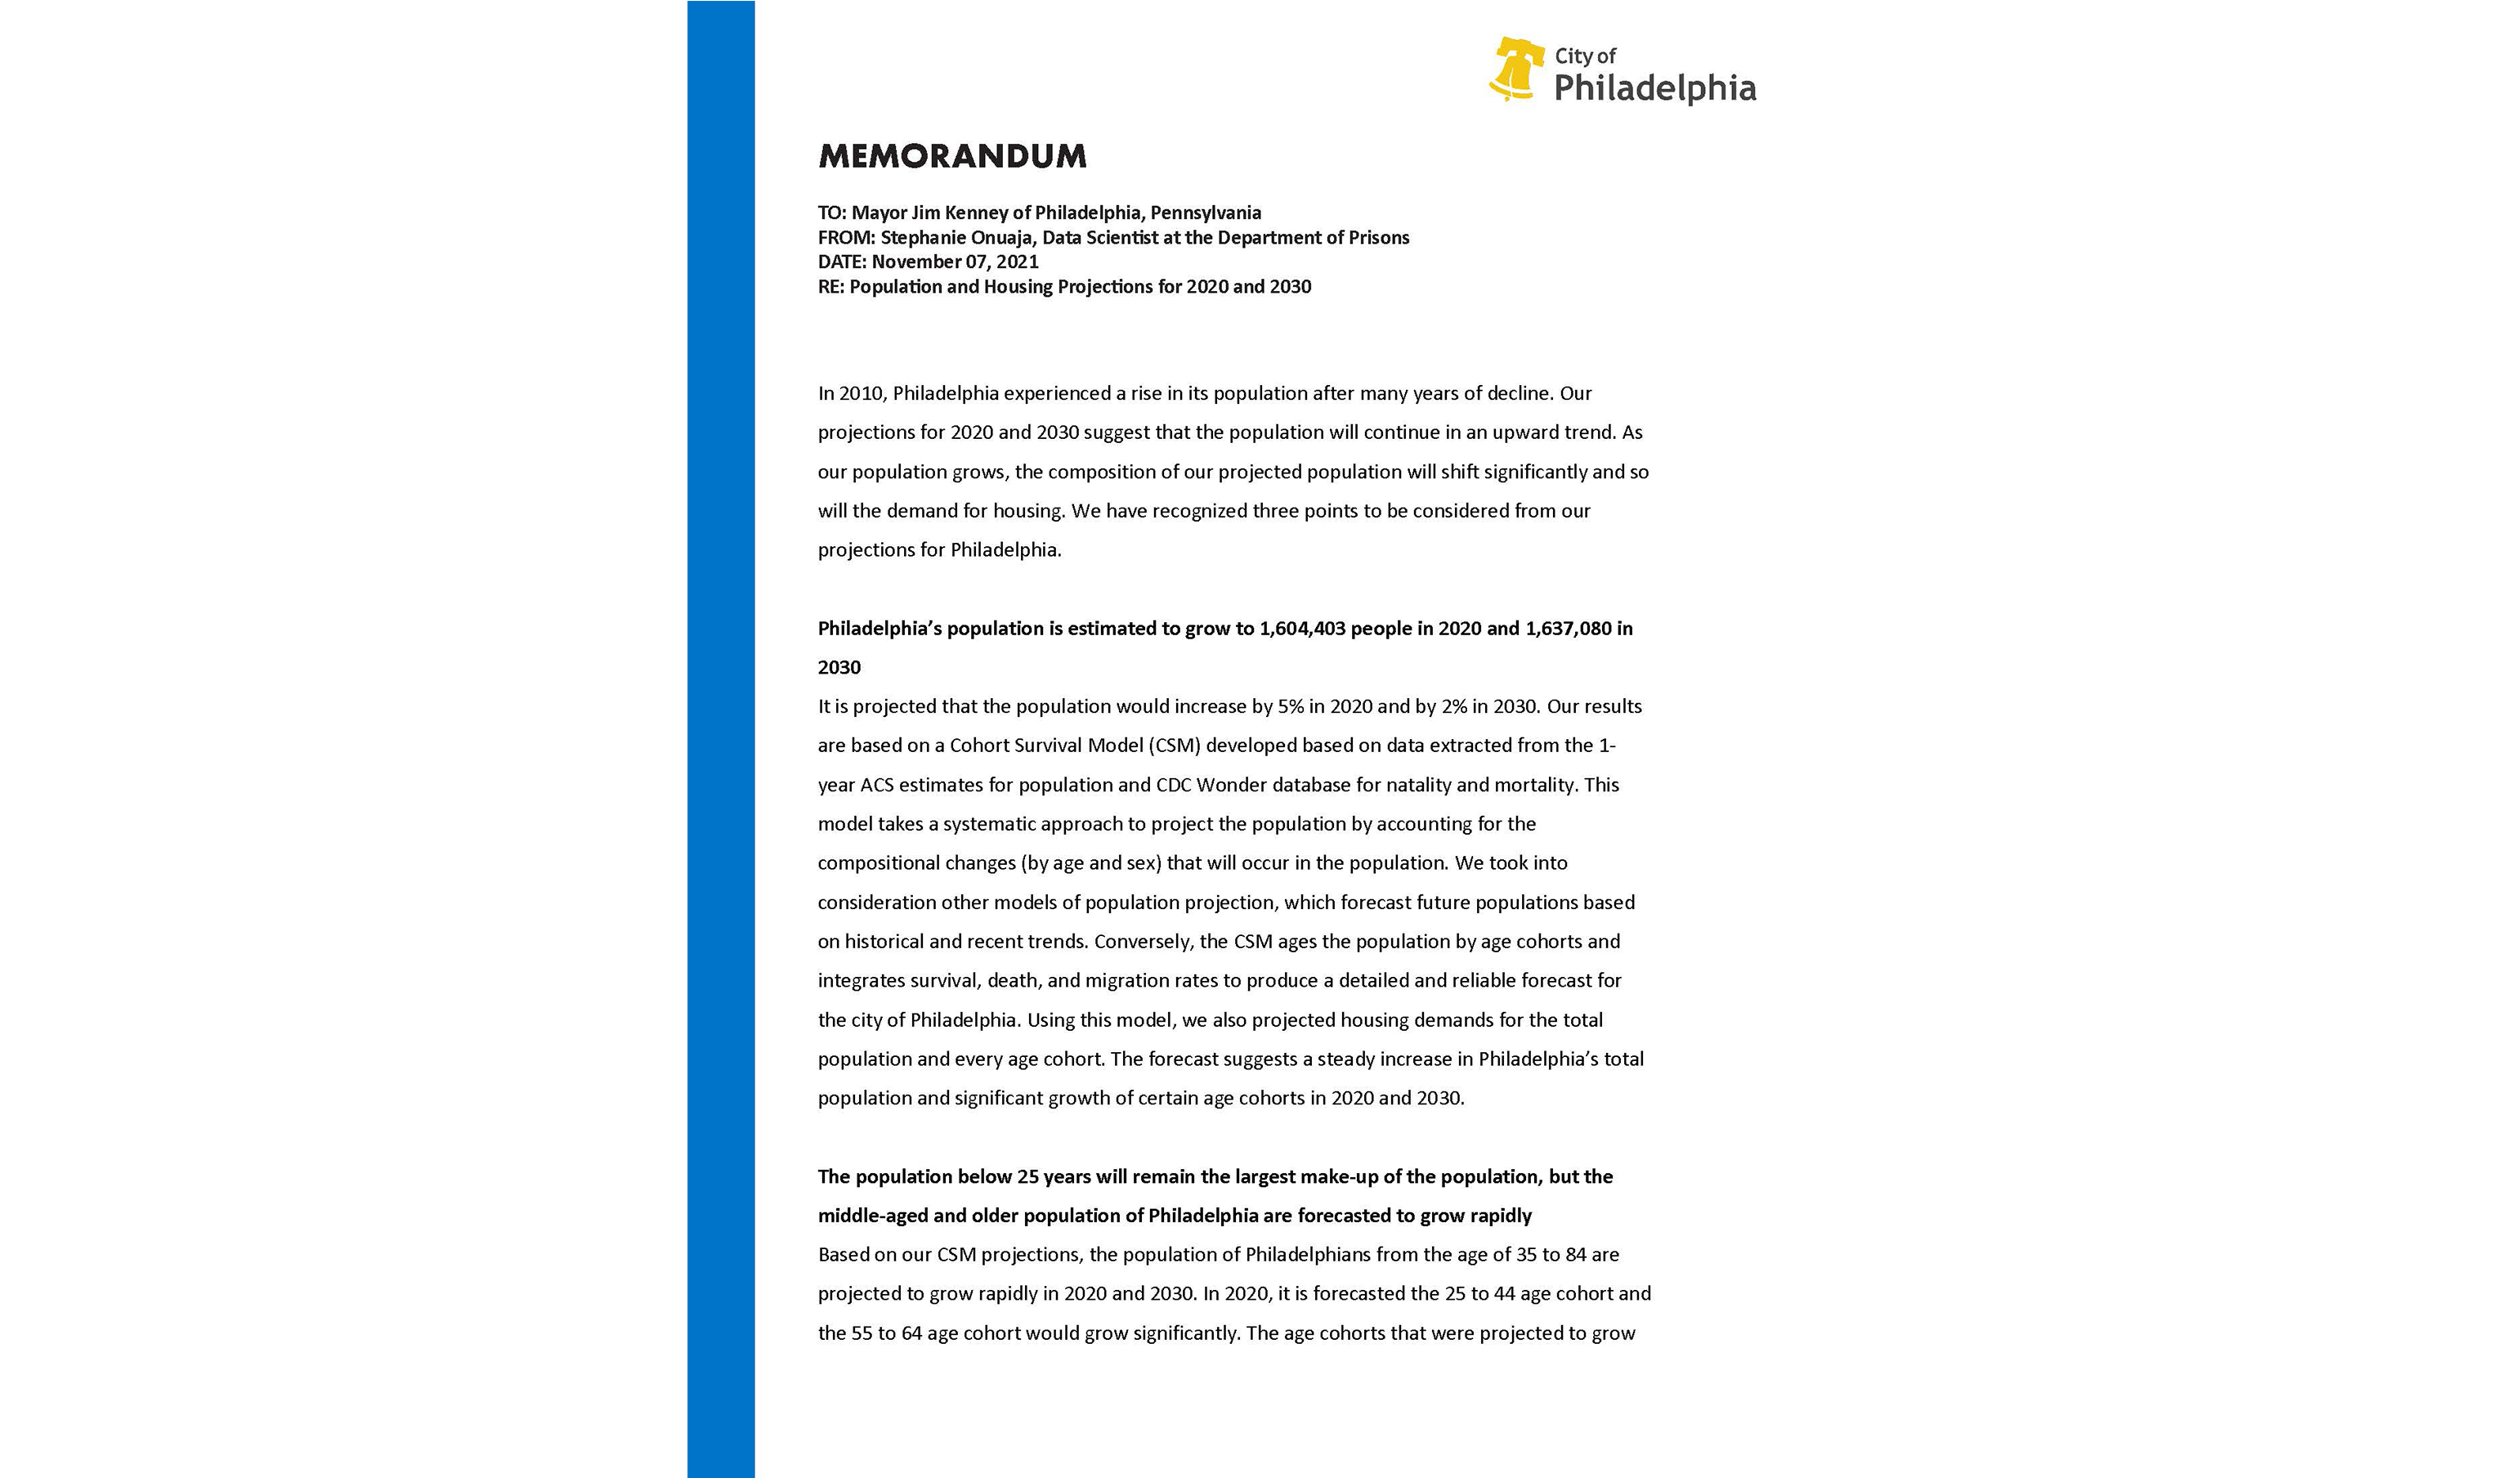 City of
Philadelphia
MEMORANDUM
TO: Mayor Jim Kenney of Philadelphia, Pennsylvania
FROM: Stephanie Onuaja, Data Scientist at the Department of Prisons
DATE: November 07, 2021
RE: Population and Housing Projections for 2020 and 2030
In 2010, Philadelphia experienced a rise in its population after many years of decline. Our
projections for 2020 and 2030 suggest that the population will continue in an upward trend. As
our population grows, the composition of our projected population will shift significantly and so
will the demand for housing. We have recognized three points to be considered from our
projections for Philadelphia.
Philadelphia’s population is estimated to grow to 1,604,403 people in 2020 and 1,637,080 in
2030
It is projected that the population would increase by 5% in 2020 and by 2% in 2030. Our results
are based on a Cohort Survival Model (CSM) developed based on data extracted from the 1-
year ACS estimates for population and CDC Wonder database for natality and mortality. This
model takes a systematic approach to project the population by accounting for the
compositional changes (by age and sex) that will occur in the population. We took into
consideration other models of population projection, which forecast future populations based
on historical and recent trends. Conversely, the CSM ages the population by age cohorts and
integrates survival, death, and migration rates to produce a detailed and reliable forecast for
the city of Philadelphia. Using this model, we also projected housing demands for the total
population and every age cohort. The forecast suggests a steady increase in Philadelphia’s total
population and significant growth of certain age cohorts in 2020 and 2030.
The population below 25 years will remain the largest make-up of the population, but the
middle-aged and older population of Philadelphia are forecasted to grow rapidly
Based on our CSM projections, the population of Philadelphians from the age of 35 to 84 are
projected to grow rapidly in 2020 and 2030. In 2020, it is forecasted the 25 to 44 age cohort and
the 55 to 64 age cohort would grow significantly. The age cohorts that were projected to grow